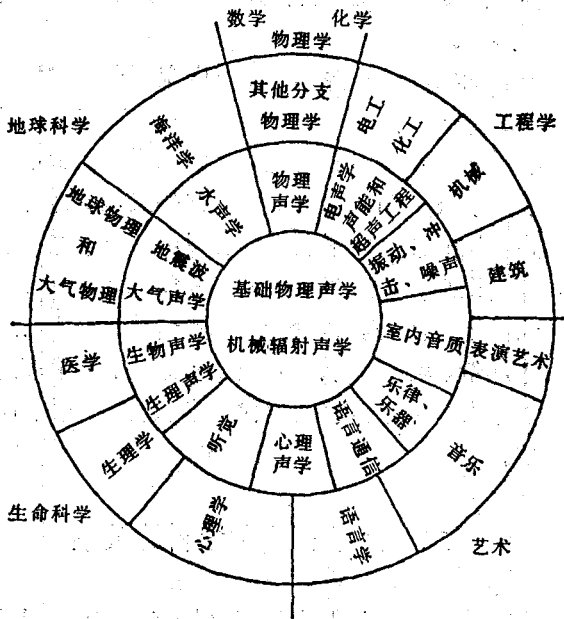 数学
化学
物理学
地球科学
工程学
生命科学
艺术
其他分支
物理学
电工
化工
机械
建筑
表演艺术
音乐
语言学
心理学
生理学
医学
地球物理
和
大气物理
海洋学
物理
声学
电声学
声能和
超声工程
振动、冲
击、噪声
室内音质
乐律、
乐器
语言通信
心理
声学
听觉
生物声学
生理声学
地震波
大气声学
水声学
基础物理声学
机械辐射声学